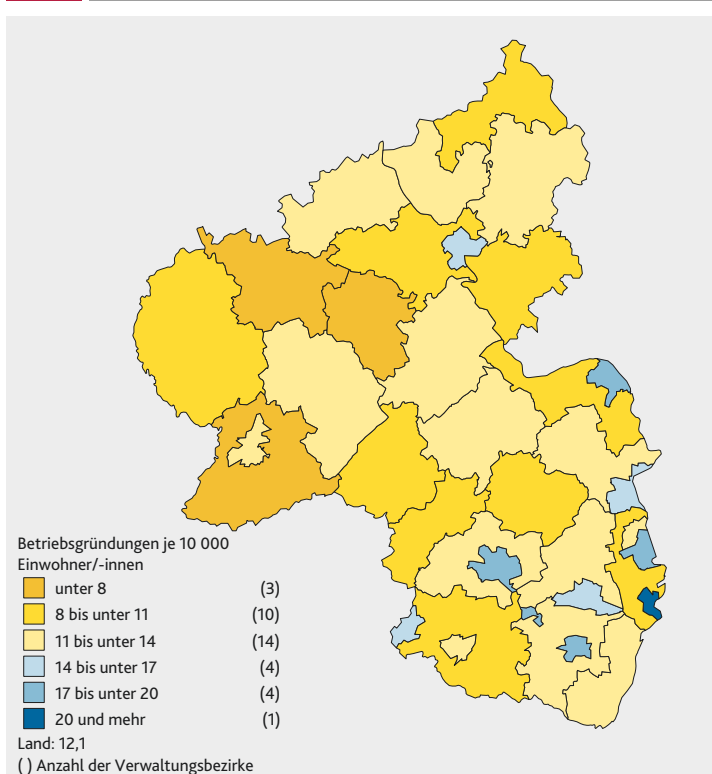 Betriebsgründungen je 10 000
Einwohner/-innen
unter 8 (3)
8 bis unter 11 (10)
11 bis unter 14 (14)
14 bis unter 17 (4)
17 bis unter 20 (4)
20 und mehr (1)
Land: 12,1
( ) Anzahl der Verwaltungsbezirke